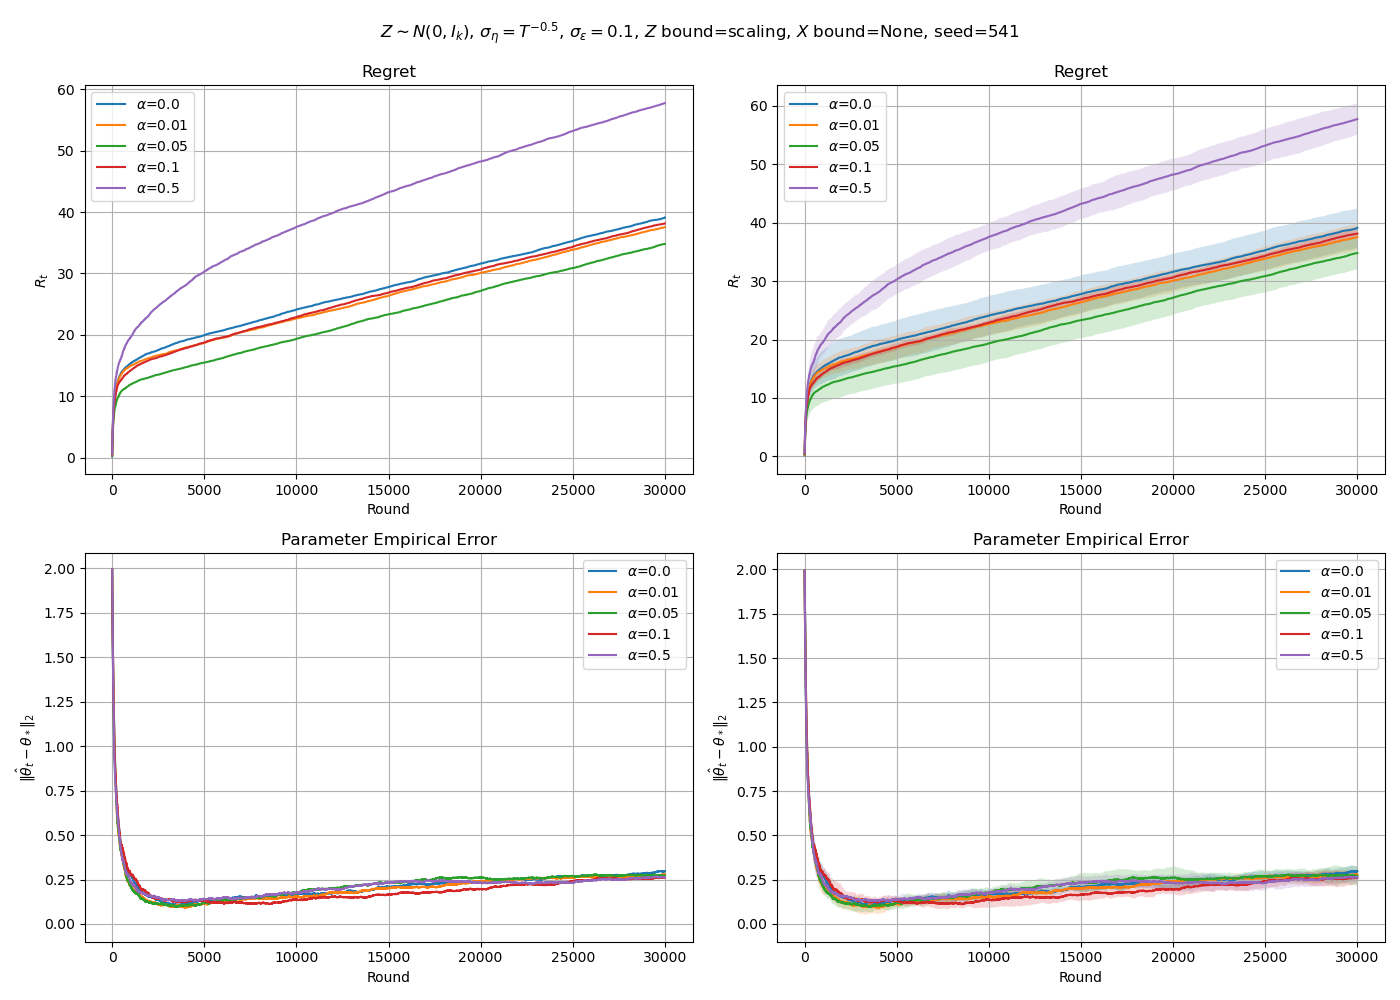 Z ∼ N(0, I_k), σ_η = T^{−0.5}, σ_ε = 0.1, Z bound=scaling, X bound=None, seed=541
Regret
60
50
40
30
20
10
0
R_t
α=0.0
α=0.01
α=0.05
α=0.1
α=0.5
0 5000 10000 15000 20000 25000 30000
Round
Regret
60
50
40
30
20
10
0
R_t
α=0.0
α=0.01
α=0.05
α=0.1
α=0.5
0 5000 10000 15000 20000 25000 30000
Round
Parameter Empirical Error
2.00
1.75
1.50
1.25
1.00
0.75
0.50
0.25
0.00
‖θ̂_t − θ_*‖_2
α=0.0
α=0.01
α=0.05
α=0.1
α=0.5
0 5000 10000 15000 20000 25000 30000
Round
Parameter Empirical Error
2.00
1.75
1.50
1.25
1.00
0.75
0.50
0.25
0.00
‖θ̂_t − θ_*‖_2
α=0.0
α=0.01
α=0.05
α=0.1
α=0.5
0 5000 10000 15000 20000 25000 30000
Round